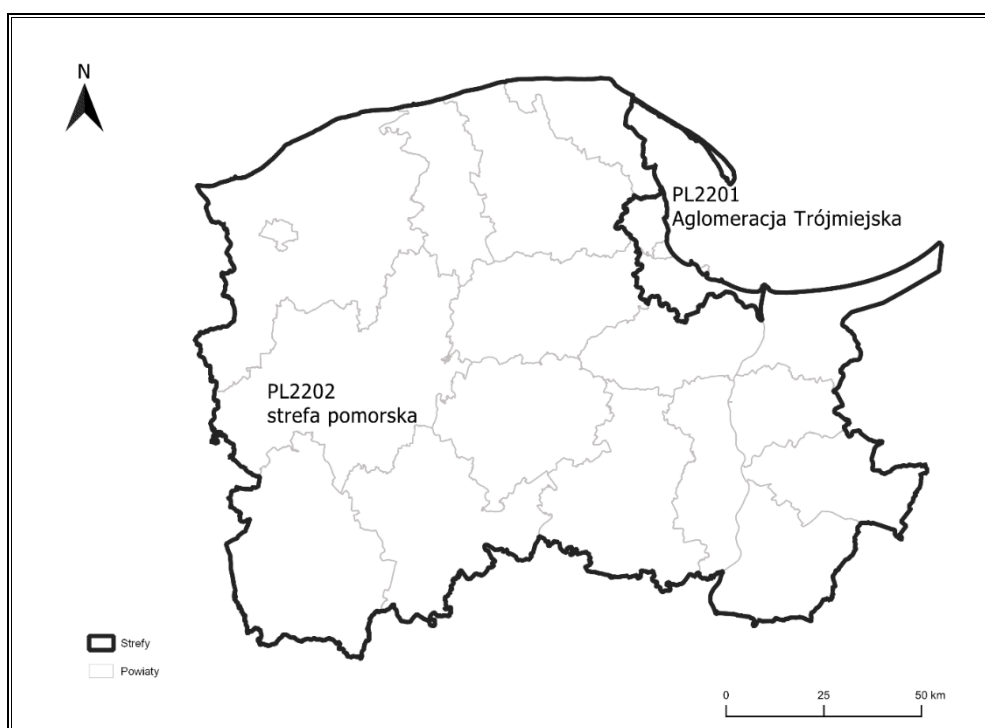 N
PL2201
Aglomeracja Trójmiejska
PL2202
strefa pomorska
Strefy
Powiaty
0 25 50 km